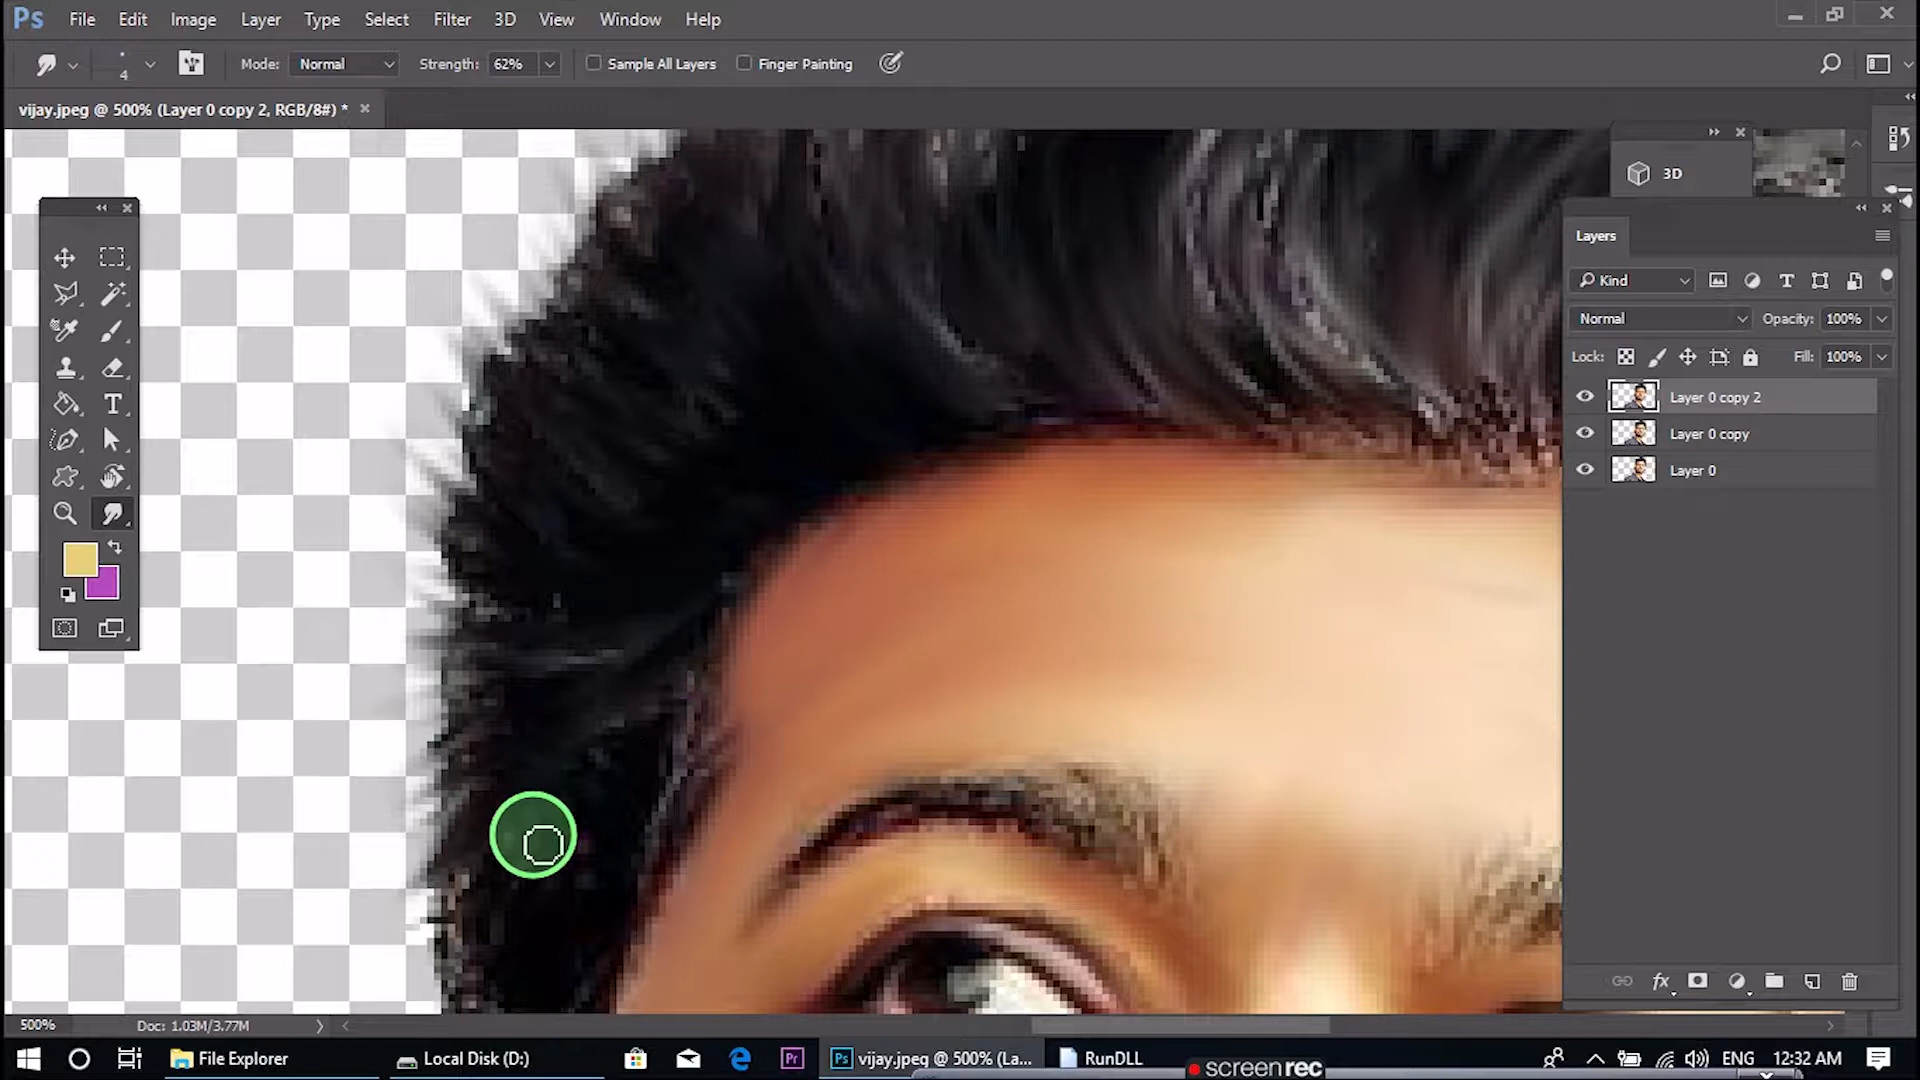 Ps File Edit Image Layer Type Select Filter 3D View Window Help
4 Mode: Normal Strength: 62% Sample All Layers Finger Painting
vijay.jpeg @ 500% (Layer 0 copy 2, RGB/8#) *
3D
Layers
Kind
Normal Opacity: 100%
Lock: Fill: 100%
Layer 0 copy 2
Layer 0 copy
Layer 0
500% Doc: 1.03M/3.77M
File Explorer Local Disk (D:) Pr Ps vijay.jpeg @ 500% (La... RunDLL ENG 12:32 AM
screenrec